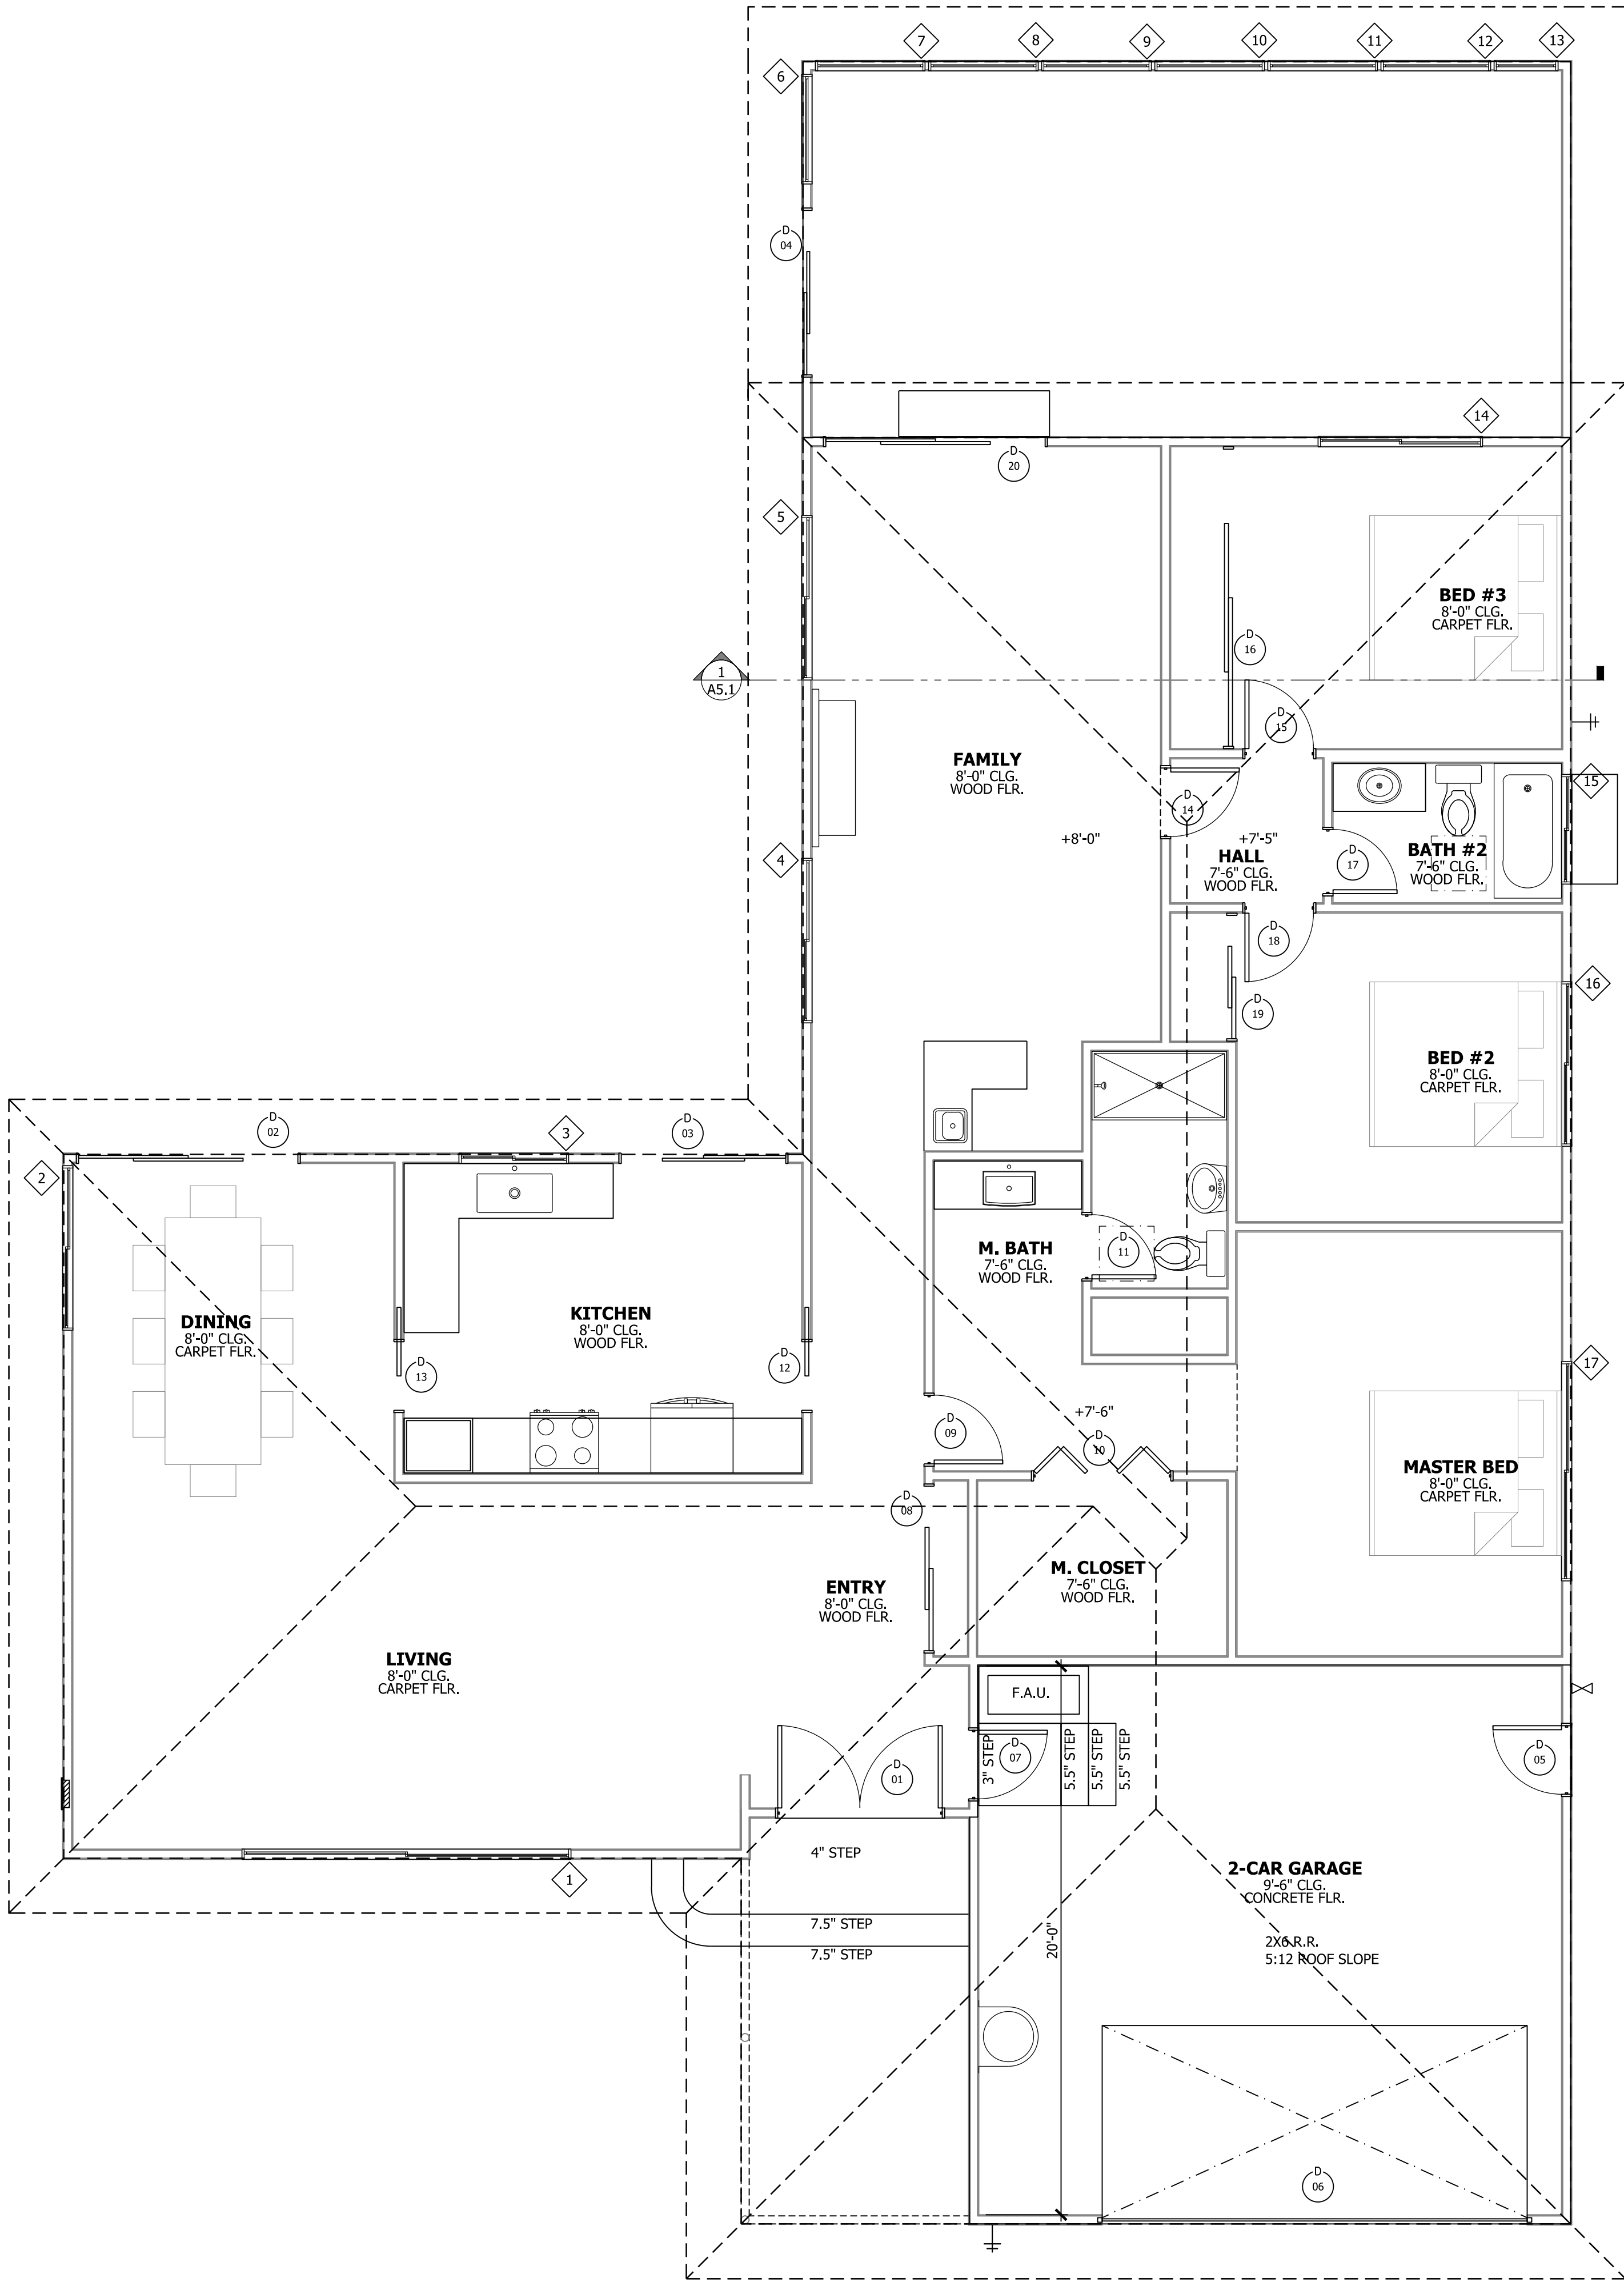 7
8
9
10
11
12
13
6
D
04
14
D
20
5
BED #3
8'-0" CLG.
CARPET FLR.
D
16
1
A5.1
D
15
FAMILY
8'-0" CLG.
WOOD FLR.
15
D
14
+8'-0"
+7'-5"
HALL
7'-6" CLG.
WOOD FLR.
D
17
BATH #2
7'-6" CLG.
WOOD FLR.
4
D
18
16
D
19
BED #2
8'-0" CLG.
CARPET FLR.
D
02
3
D
03
2
M. BATH
7'-6" CLG.
WOOD FLR.
D
11
DINING
8'-0" CLG.
CARPET FLR.
KITCHEN
8'-0" CLG.
WOOD FLR.
D
13
D
12
17
+7'-6"
D
09
D
10
MASTER BED
8'-0" CLG.
CARPET FLR.
D
08
M. CLOSET
7'-6" CLG.
WOOD FLR.
ENTRY
8'-0" CLG.
WOOD FLR.
LIVING
8'-0" CLG.
CARPET FLR.
F.A.U.
3" STEP
D
07
5.5" STEP
5.5" STEP
5.5" STEP
D
05
D
01
4" STEP
1
2-CAR GARAGE
9'-6" CLG.
CONCRETE FLR.
7.5" STEP
7.5" STEP
20'-0"
2X6 R.R.
5:12 ROOF SLOPE
D
06